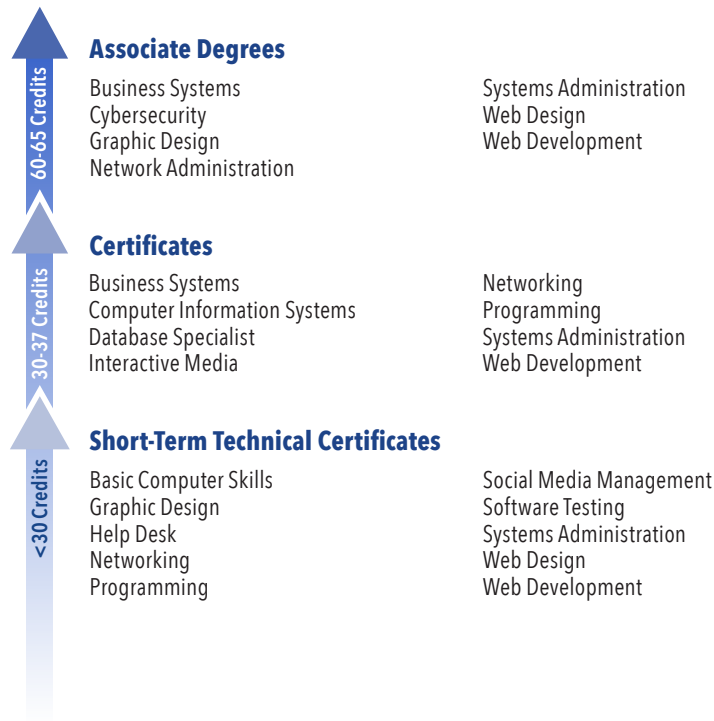 Associate Degrees
Business Systems
Cybersecurity
Graphic Design
Network Administration
Systems Administration
Web Design
Web Development
60-65 Credits
Certificates
Business Systems
Computer Information Systems
Database Specialist
Interactive Media
Networking
Programming
Systems Administration
Web Development
30-37 Credits
Short-Term Technical Certificates
Basic Computer Skills
Graphic Design
Help Desk
Networking
Programming
Social Media Management
Software Testing
Systems Administration
Web Design
Web Development
<30 Credits